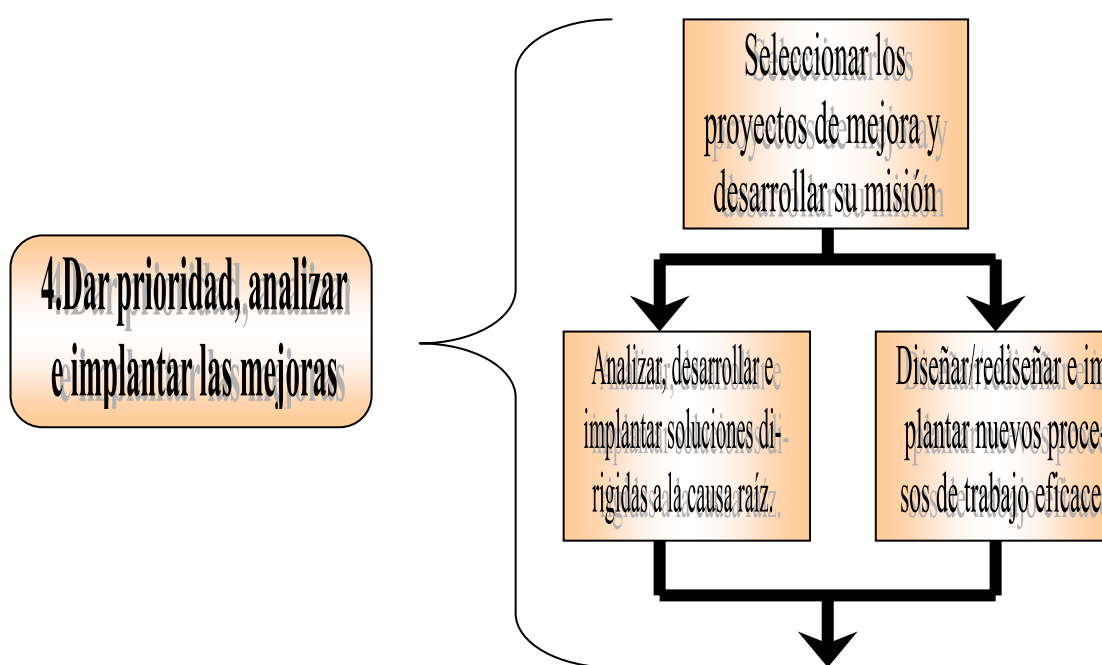 Seleccionar los
proyectos de mejora y
desarrollar su misión
4.Dar prioridad, analizar
e implantar las mejoras
Analizar, desarrollar e
implantar soluciones di-
rigidas a la causa raíz.
Diseñar/rediseñar e im
plantar nuevos proce-
sos de trabajo eficace